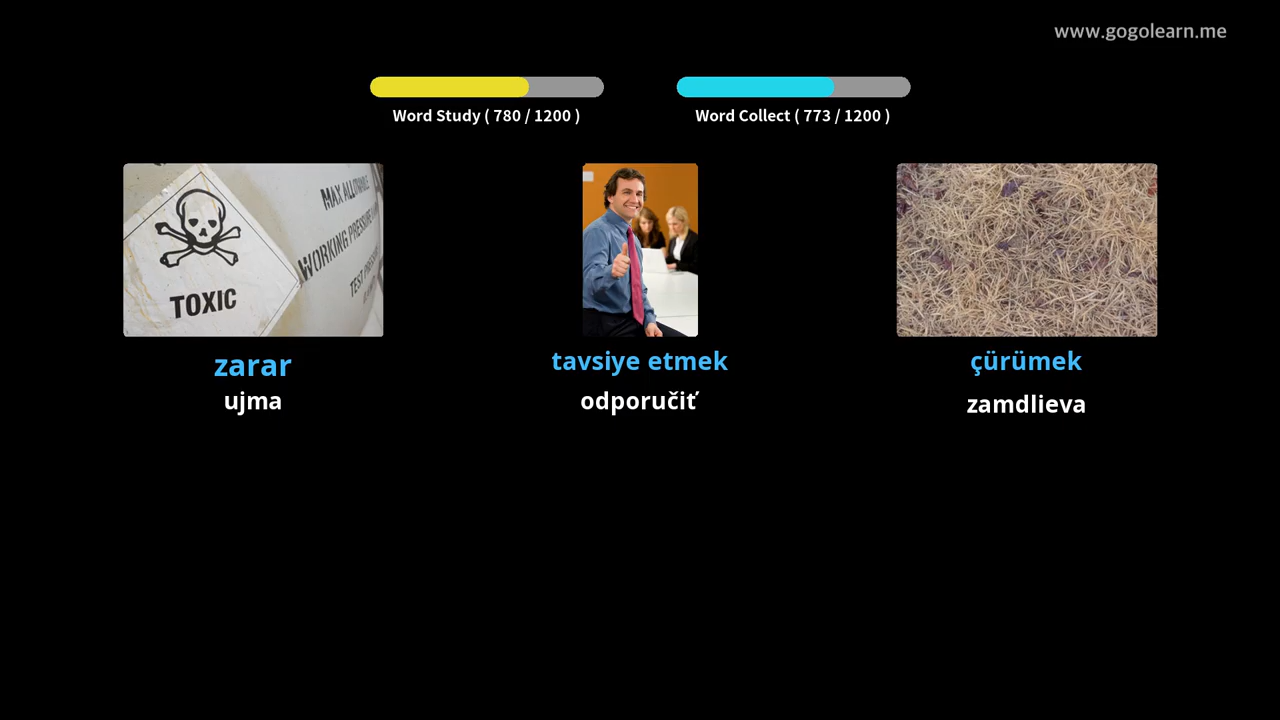 www.gogolearn.me
Word Study ( 780 / 1200 )
Word Collect ( 773 / 1200 )
TOXIC
MAX ALLOWABLE
WORKING PRESSURE
zarar
tavsiye etmek
çürümek
ujma
odporučiť
zamdlieva